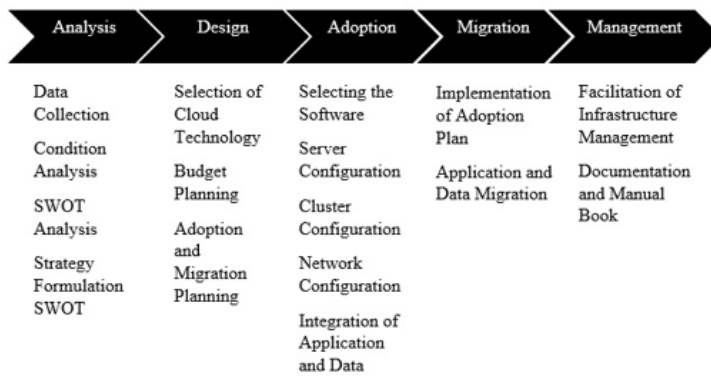 Analysis
Design
Adoption
Migration
Management
Data
Collection
Condition
Analysis
SWOT
Analysis
Strategy
Formulation
SWOT
Selection of
Cloud
Technology
Budget
Planning
Adoption
and
Migration
Planning
Selecting the
Software
Server
Configuration
Cluster
Configuration
Network
Configuration
Integration of
Application
and Data
Implementation
of Adoption
Plan
Application and
Data Migration
Facilitation of
Infrastructure
Management
Documentation
and Manual
Book